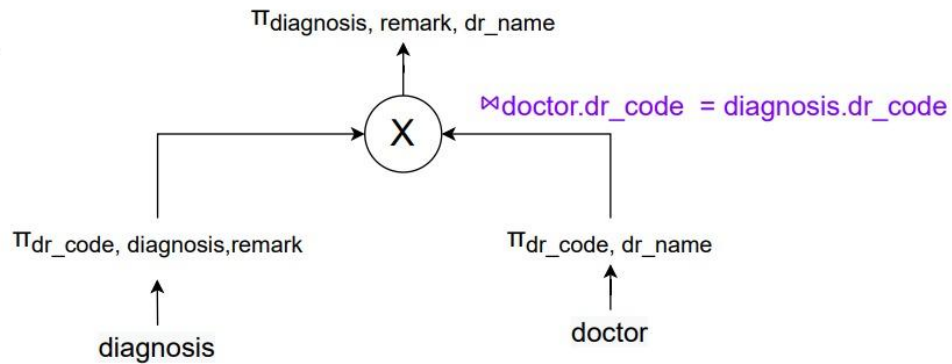 πdiagnosis, remark, dr_name
⋈doctor.dr_code = diagnosis.dr_code
X
πdr_code, diagnosis,remark
πdr_code, dr_name
diagnosis
doctor